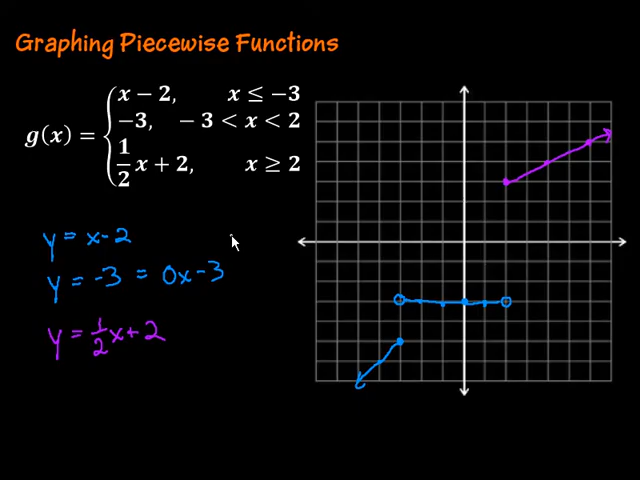 Graphing Piecewise Functions
x − 2, x ≤ −3
g(x) = { −3, −3 < x < 2
1/2 x + 2, x ≥ 2
y = x - 2
y = -3 = 0x - 3
y = 1/2 x + 2